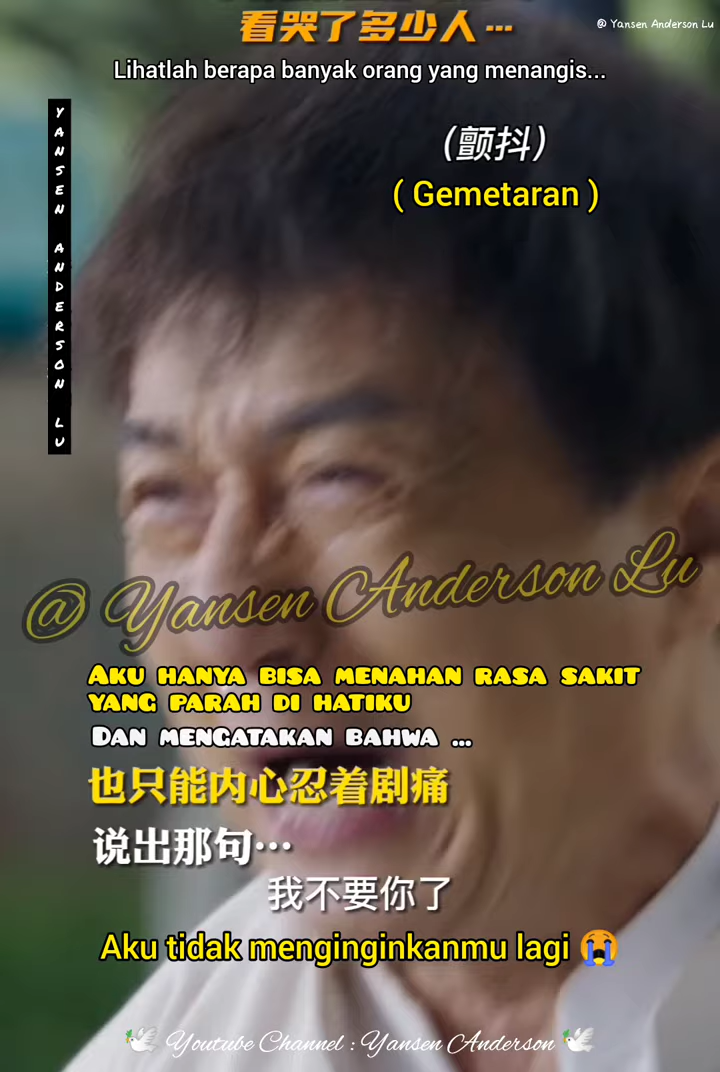 看哭了多少人…
@ Yansen Anderson Lu
Lihatlah berapa banyak orang yang menangis...
YANSEN ANDERSON LU
（颤抖）
( Gemetaran )
@ Yansen Anderson Lu
Aku hanya bisa menahan rasa sakit
yang parah di hatiku
Dan mengatakan bahwa ...
也只能内心忍着剧痛
说出那句…
我不要你了
Aku tidak menginginkanmu lagi 😭
🕊️ Youtube Channel : Yansen Anderson 🕊️